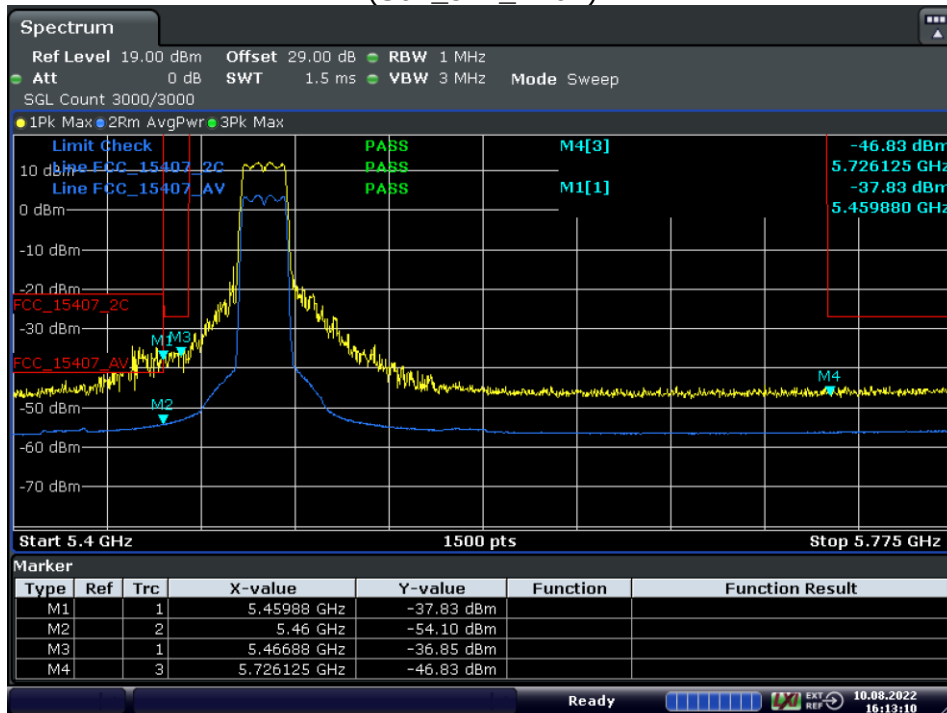 Spectrum
Ref Level 19.00 dBm Offset 29.00 dB RBW 1 MHz
Att 0 dB SWT 1.5 ms VBW 3 MHz Mode Sweep
SGL Count 3000/3000
1Pk Max 2Rm AvgPwr 3Pk Max
Limit Check PASS M4[3] -46.83 dBm
10 dBm Line FCC_15407_2C PASS 5.726125 GHz
Line FCC_15407_AV PASS M1[1] -37.83 dBm
0 dBm 5.459880 GHz
-10 dBm
-20 dBm
FCC_15407_2C
-30 dBm
M1 M3
FCC_15407_AV
M4
-50 dBm M2
-60 dBm
-70 dBm
Start 5.4 GHz 1500 pts Stop 5.775 GHz
Marker
Type Ref Trc X-value Y-value Function Function Result
M1 1 5.45988 GHz -37.83 dBm
M2 2 5.46 GHz -54.10 dBm
M3 1 5.46688 GHz -36.85 dBm
M4 3 5.726125 GHz -46.83 dBm
Ready LXI EXT REF 10.08.2022
16:13:10